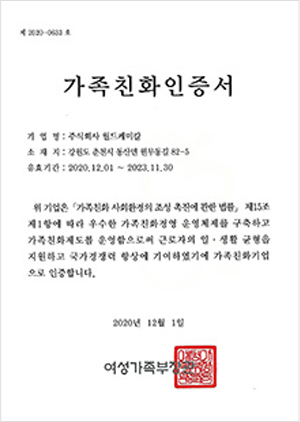 제 2020-0633 호
가족친화인증서
기 업 명 : 주식회사 월드케미칼
소 재 지 : 강원도 춘천시 동산면 원무동길 82-5
유효기간 : 2020.12.01 ~ 2023.11.30
위 기업은 「가족친화 사회환경의 조성 촉진에 관한 법률」 제15조
제1항에 따라 우수한 가족친화경영 운영체제를 구축하고
가족친화제도를 운영함으로써 근로자의 일·생활 균형을
지원하고 국가경쟁력 향상에 기여하였기에 가족친화기업
으로 인증합니다.
2020년 12월 1일
여성가족부장관